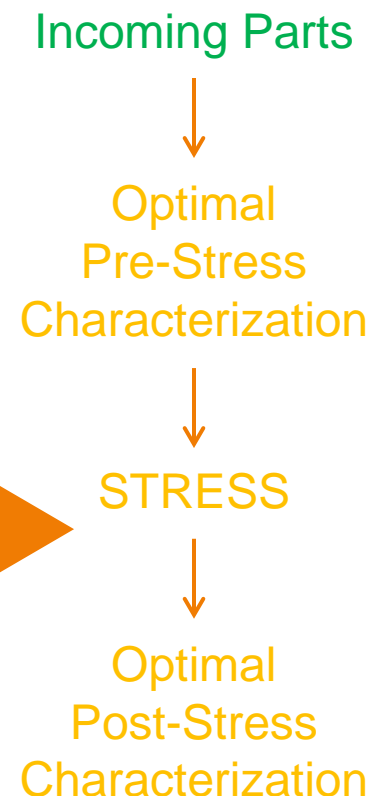 Incoming Parts
Optimal
Pre-Stress
Characterization
STRESS
Optimal
Post-Stress
Characterization